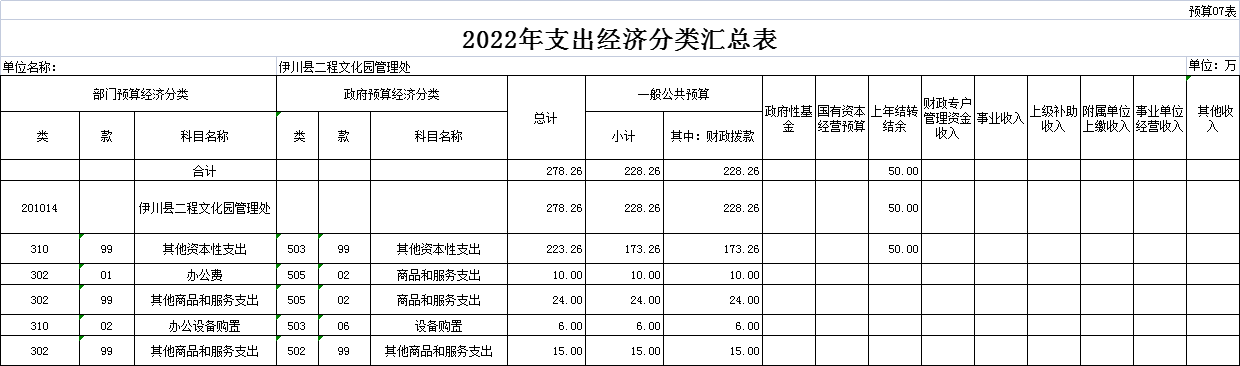 预算07表
2022年支出经济分类汇总表
单位名称: 伊川县二程文化园管理处 单位: 万
部门预算经济分类 政府预算经济分类 总计 一般公共预算 政府性基金 国有资本经营预算 上年结转结余 财政专户管理资金收入 事业收入 上级补助收入 附属单位上缴收入 事业单位经营收入 其他收入
类 款 科目名称 类 款 科目名称 小计 其中: 财政拨款
合计 278.26 228.26 228.26 50.00
201014 伊川县二程文化园管理处 278.26 228.26 228.26 50.00
310 99 其他资本性支出 503 99 其他资本性支出 223.26 173.26 173.26 50.00
302 01 办公费 505 02 商品和服务支出 10.00 10.00 10.00
302 99 其他商品和服务支出 505 02 商品和服务支出 24.00 24.00 24.00
310 02 办公设备购置 503 06 设备购置 6.00 6.00 6.00
302 99 其他商品和服务支出 502 99 其他商品和服务支出 15.00 15.00 15.00